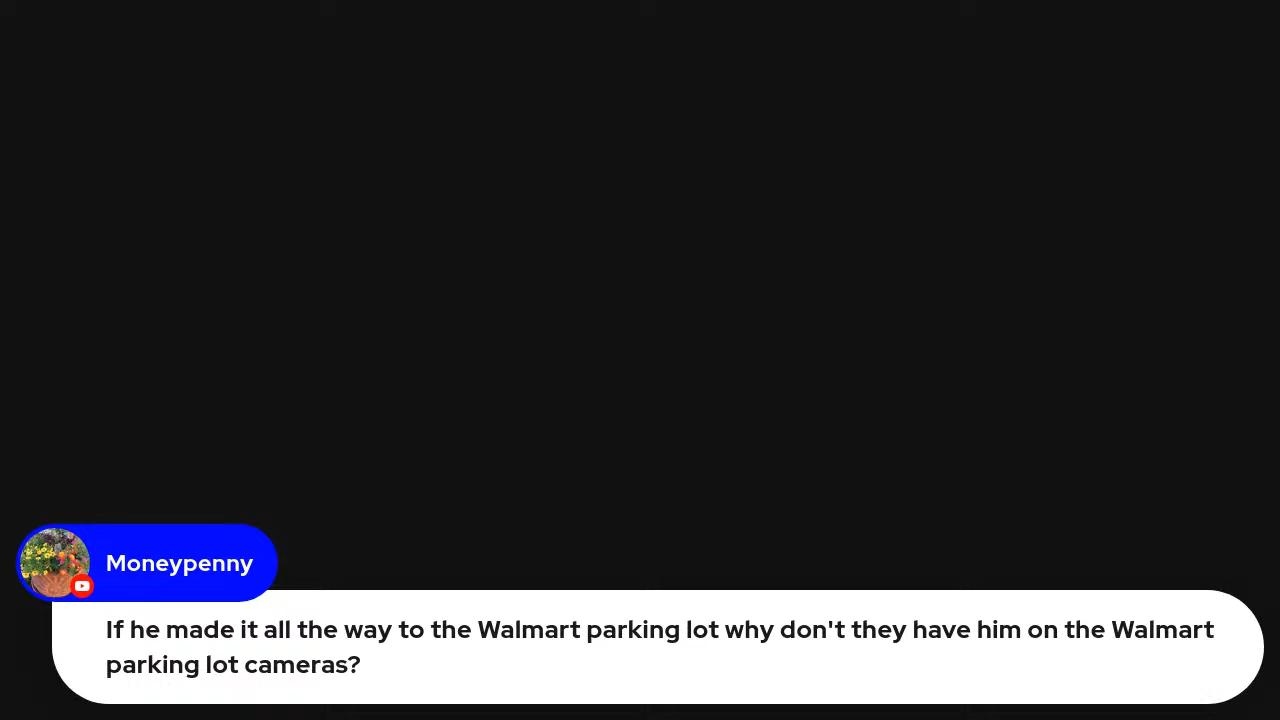 Moneypenny
If he made it all the way to the Walmart parking lot why don't they have him on the Walmart
parking lot cameras?